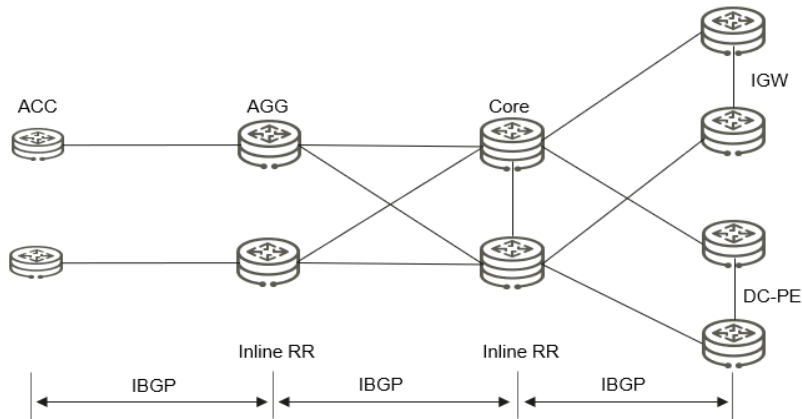 ACC
AGG
Core
IGW
DC-PE
Inline RR
Inline RR
IBGP
IBGP
IBGP